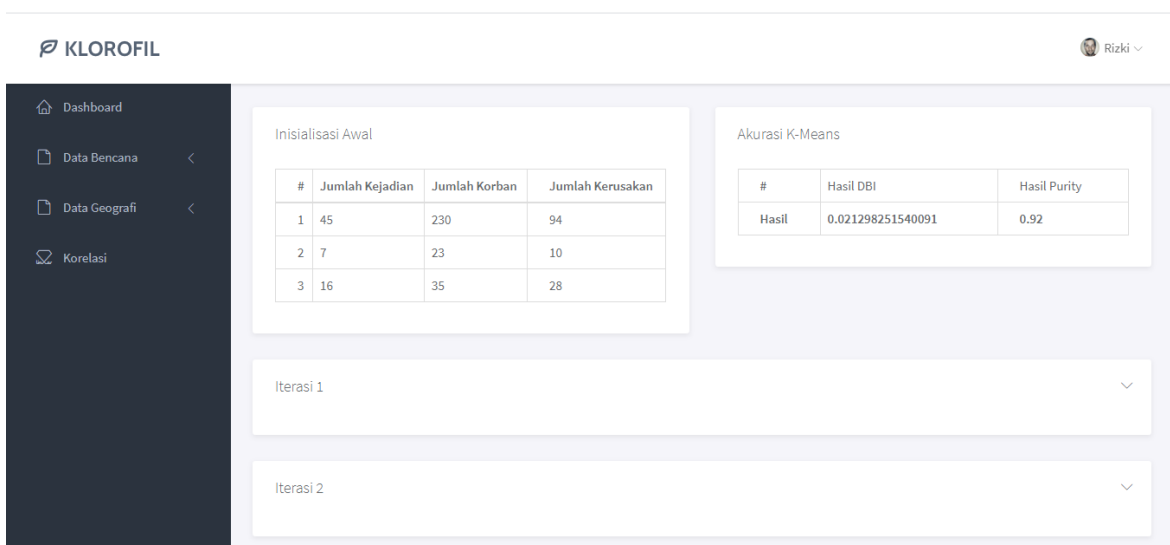 KLOROFIL
Rizki
Dashboard
Data Bencana
Data Geografi
Korelasi
Inisialisasi Awal
# Jumlah Kejadian Jumlah Korban Jumlah Kerusakan
1 45 230 94
2 7 23 10
3 16 35 28
Akurasi K-Means
# Hasil DBI Hasil Purity
Hasil 0.021298251540091 0.92
Iterasi 1
Iterasi 2